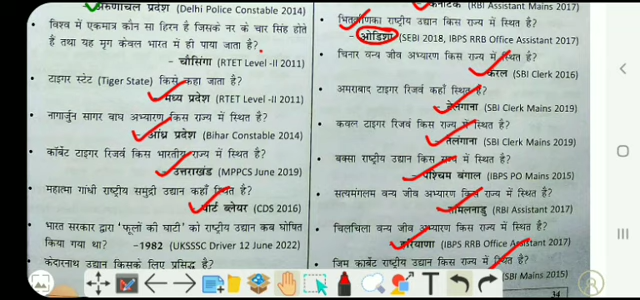 अरुणाचल प्रदेश (Delhi Police Constable 2014)
विश्व में एकमात्र कौन सा हिरन है जिसके नर के चार सिंह होते
है तथा यह मृग केवल भारत में ही पाया जाता है?
- चौसिंगा (RTET Level -II 2011)
टाइगर स्टेट (Tiger State) किसे कहा जाता है?
मध्य प्रदेश (RTET Level -II 2011)
नागार्जुन सागर बाघ अभ्यारण किस राज्य में स्थित है?
- आंध्र प्रदेश (Bihar Constable 2014)
कॉर्बेट टाइगर रिजर्व किस भारतीय राज्य में स्थित है?
- उत्तराखंड (MPPCS June 2019)
महात्मा गांधी राष्ट्रीय समुद्री उद्यान कहाँ स्थित है?
पोर्ट ब्लेयर (CDS 2016)
भारत सरकार द्वारा 'फूलों की घाटी' को राष्ट्रीय उद्यान कब घोषित
किया गया था? -1982 (UKSSSC Driver 12 June 2022)
केदारनाथ उद्यान किसके लिए प्रसिद्ध है?
कर्नाटक (RBI Assistant Mains 2017)
भितरकनिका राष्ट्रीय उद्यान किस राज्य में स्थित है?
- ओडिशा (SEBI 2018, IBPS RRB Office Assistant 2017)
चिनार वन्य जीव अभ्यारण किस राज्य में स्थित है?
केरल (SBI Clerk 2016)
अमराबाद टाइगर रिजर्व कहाँ स्थित है?
तेलंगाना (SBI Clerk Mains 2019)
कवल टाइगर रिजर्व किस राज्य में स्थित है?
- तेलंगाना (SBI Clerk Mains 2019)
बक्सा राष्ट्रीय उद्यान किस राज्य में स्थित है?
- पश्चिम बंगाल (IBPS PO Mains 2015)
सत्यमंगलम वन्य जीव अभ्यारण किस राज्य में स्थित है?
तामिलनाडु (RBI Assistant 2017)
चिलचिला वन्य जीव अभ्यारण किस राज्य में स्थित है?
हरियाणा (IBPS RRB Office Assistant 2017)
जिम कार्बेट राष्ट्रीय उद्यान किस राज्य में स्थित है?
(SBI Mains 2015)
34